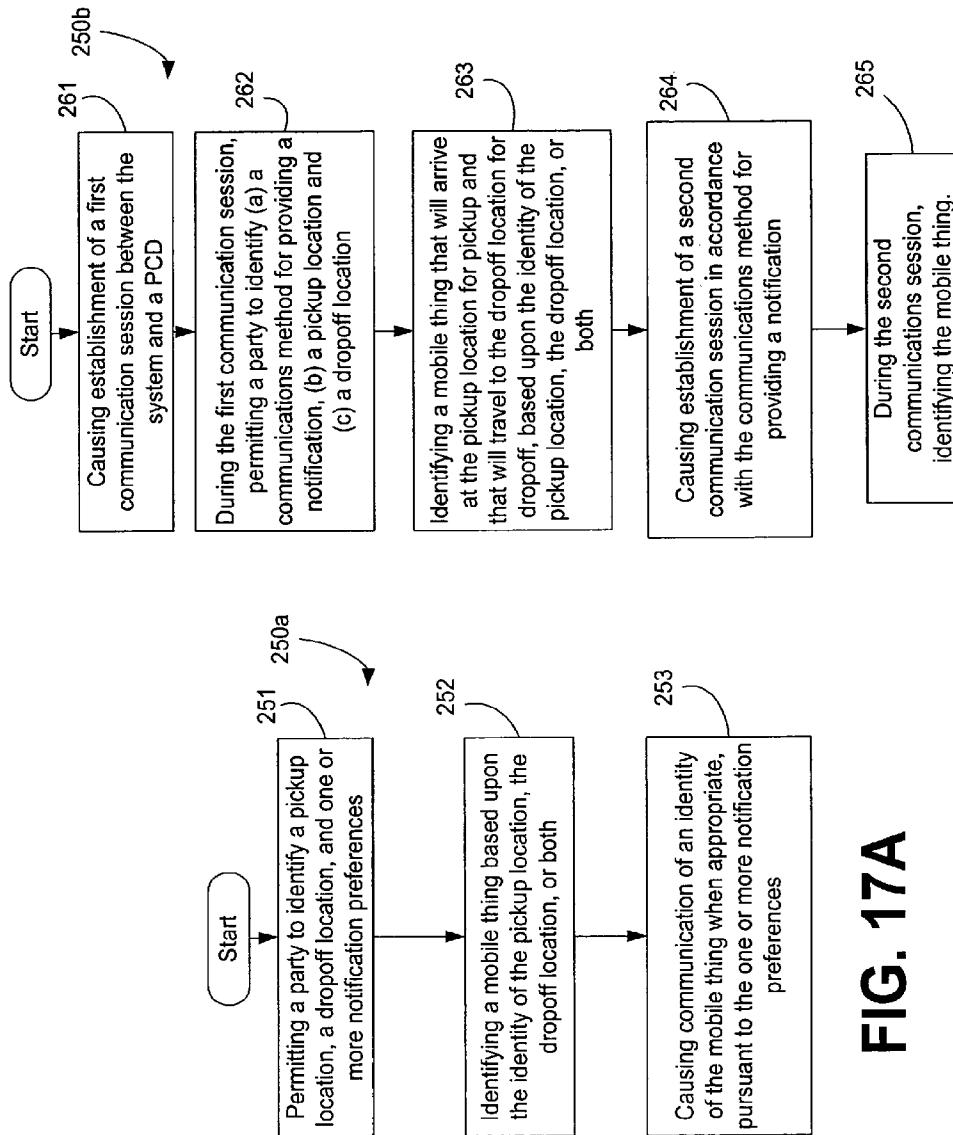 Start
250a
251
Permitting a party to identify a pickup
location, a dropoff location, and one or
more notification preferences
252
Identifying a mobile thing based upon
the identity of the pickup location, the
dropoff location, or both
253
Causing communication of an identity
of the mobile thing when appropriate,
pursuant to the one or more notification
preferences
FIG. 17A
Start
250b
261
Causing establishment of a first
communication session between the
system and a PCD
262
During the first communication session,
permitting a party to identify (a) a
communications method for providing a
notification, (b) a pickup location and
(c) a dropoff location
263
Identifying a mobile thing that will arrive
at the pickup location for pickup and
that will travel to the dropoff location for
dropoff, based upon the identity of the
pickup location, the dropoff location, or
both
264
Causing establishment of a second
communication session in accordance
with the communications method for
providing a notification
265
During the second
communications session,
identifying the mobile thing.